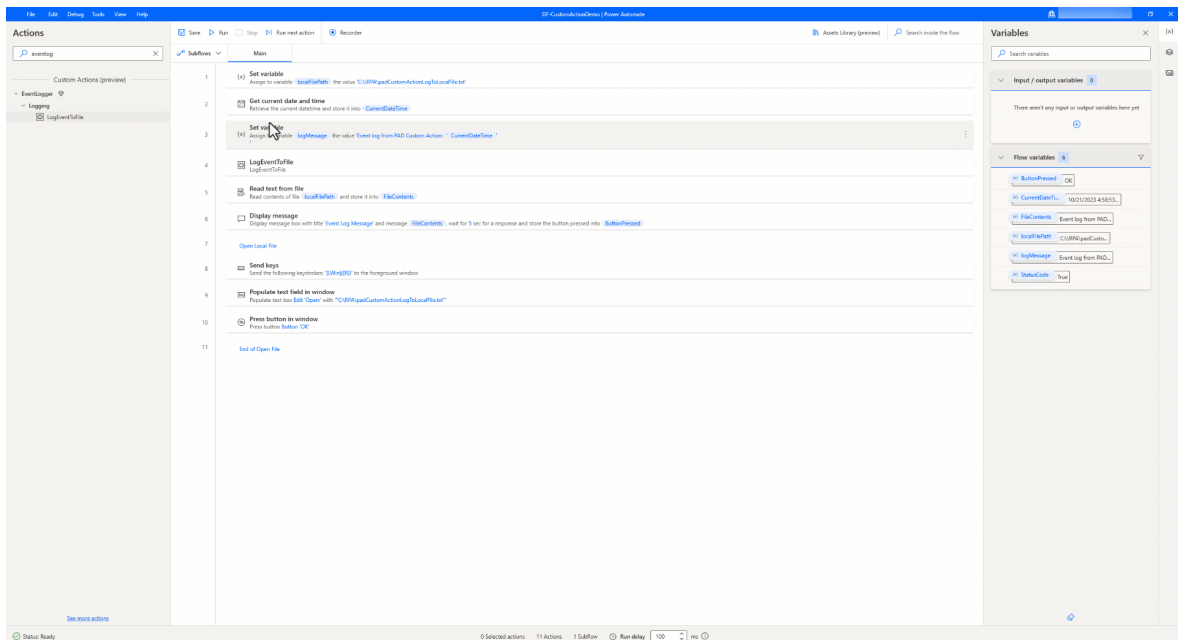 File Edit Debug Tools View Help
DF-CustomActionDemo | Power Automate
Actions
eventlog
Custom Actions (preview)
EventLogger
Logging
LogEventToFile
See more actions
Save Run Stop Run next action Recorder
Assets Library (preview) Search inside the flow
Subflows Main
1 Set variable
Assign to variable localFilePath the value 'C:\\RPA\padCustomActionLogToLocalFile.txt'
2 Get current date and time
Retrieve the current datetime and store it into CurrentDateTime
3 Set variable
Assign to variable logMessage the value 'Event log from PAD Custom Action: ' ' CurrentDateTime '
'
4 LogEventToFile
LogEventToFile
5 Read text from file
Read contents of file localFilePath and store it into FileContents
6 Display message
Display message box with title 'Event Log Message' and message FileContents , wait for 5 sec for a response and store the button pressed into ButtonPressed
7 Open Local File
8 Send keys
Send the following keystrokes: '{LWin}({R})' to the foreground window
9 Populate text field in window
Populate text box Edit 'Open:' with '"C:\RPA\padCustomActionLogToLocalFile.txt"'
10 Press button in window
Press button Button 'OK'
11 End of Open File
Variables
Search variables
Input / output variables 0
There aren't any input or output variables here yet
Flow variables 6
(x) ButtonPressed OK
(x) CurrentDateTi... 10/21/2023 4:58:53...
(x) FileContents Event log from PAD...
(x) localFilePath C:\\RPA\padCusto...
(x) logMessage Event log from PAD...
(x) StatusCode True
Status: Ready
0 Selected actions 11 Actions 1 Subflow Run delay 100 ms